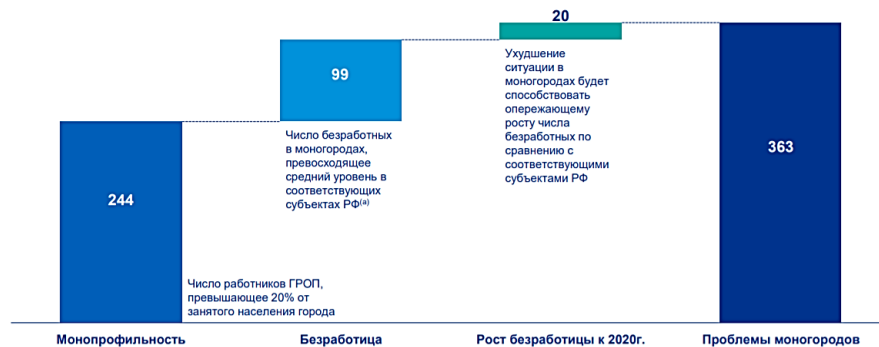 20
99
Ухудшение
ситуации в
моногородах будет
способствовать
опережающему
росту числа
безработных по
сравнению с
соответствующими
субъектами РФ
Число безработных
в моногородах,
превосходящее
средний уровень в
соответствующих
субъектах РФ(а)
363
244
Число работников ГРОП,
превышающее 20% от
занятого населения города
Монопрофильность
Безработица
Рост безработицы к 2020г.
Проблемы моногородов